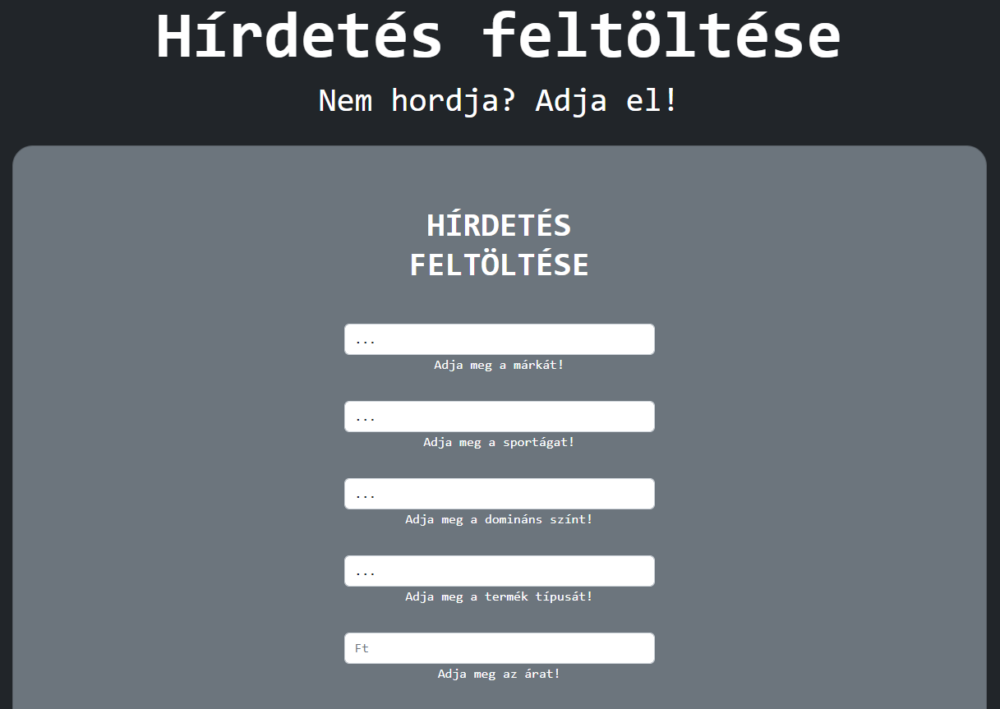 Hírdetés feltöltése
Nem hordja? Adja el!
HÍRDETÉS
FELTÖLTÉSE
...
Adja meg a márkát!
...
Adja meg a sportágat!
...
Adja meg a domináns színt!
...
Adja meg a termék típusát!
Ft
Adja meg az árat!